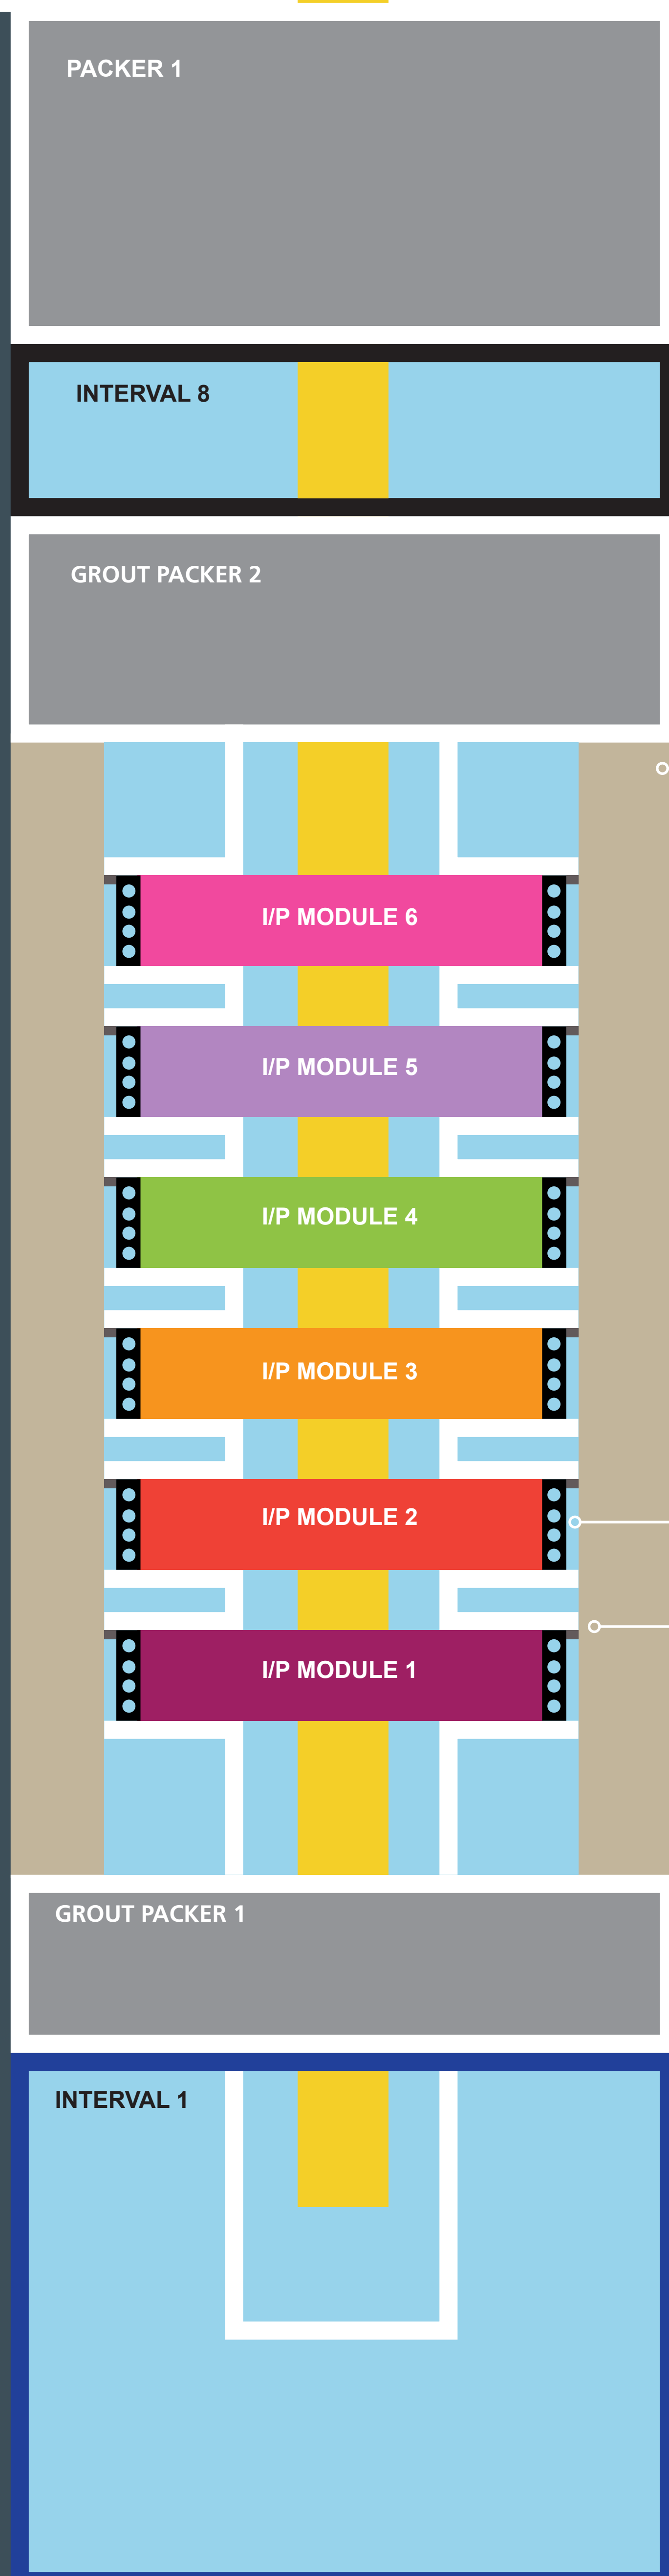 PACKER 1
INTERVAL 8
GROUT PACKER 2
I/P MODULE 6
I/P MODULE 5
I/P MODULE 4
I/P MODULE 3
I/P MODULE 2
I/P MODULE 1
GROUT PACKER 1
INTERVAL 1